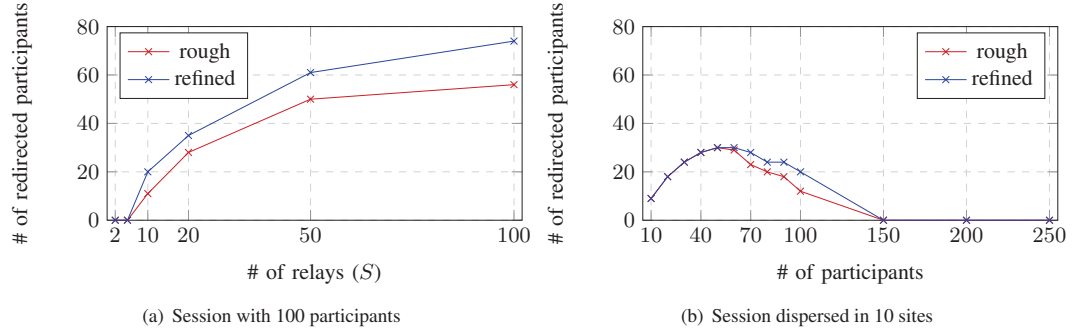 # of redirected participants
80
60
40
20
0
rough
refined
2 10 20 50 100
# of relays (S)
(a) Session with 100 participants
# of redirected participants
80
60
40
20
0
rough
refined
10 40 70 100 150 200 250
# of participants
(b) Session dispersed in 10 sites